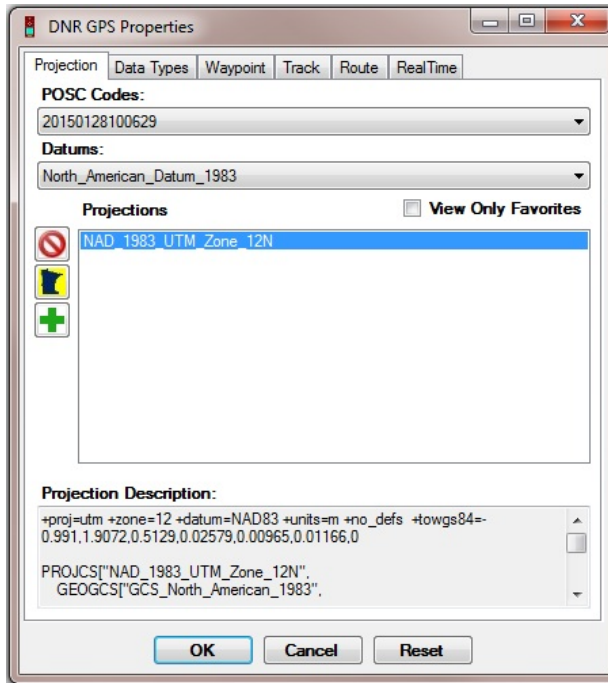 DNR GPS Properties
Projection Data Types Waypoint Track Route RealTime
POSC Codes:
20150128100629
Datums:
North_American_Datum_1983
Projections View Only Favorites
NAD_1983_UTM_Zone_12N
Projection Description:
+proj=utm +zone=12 +datum=NAD83 +units=m +no_defs +towgs84=-
0.991,1.9072,0.5129,0.02579,0.00965,0.01166,0
PROJCS["NAD_1983_UTM_Zone_12N",
GEOGCS["GCS_North_American_1983",
OK Cancel Reset